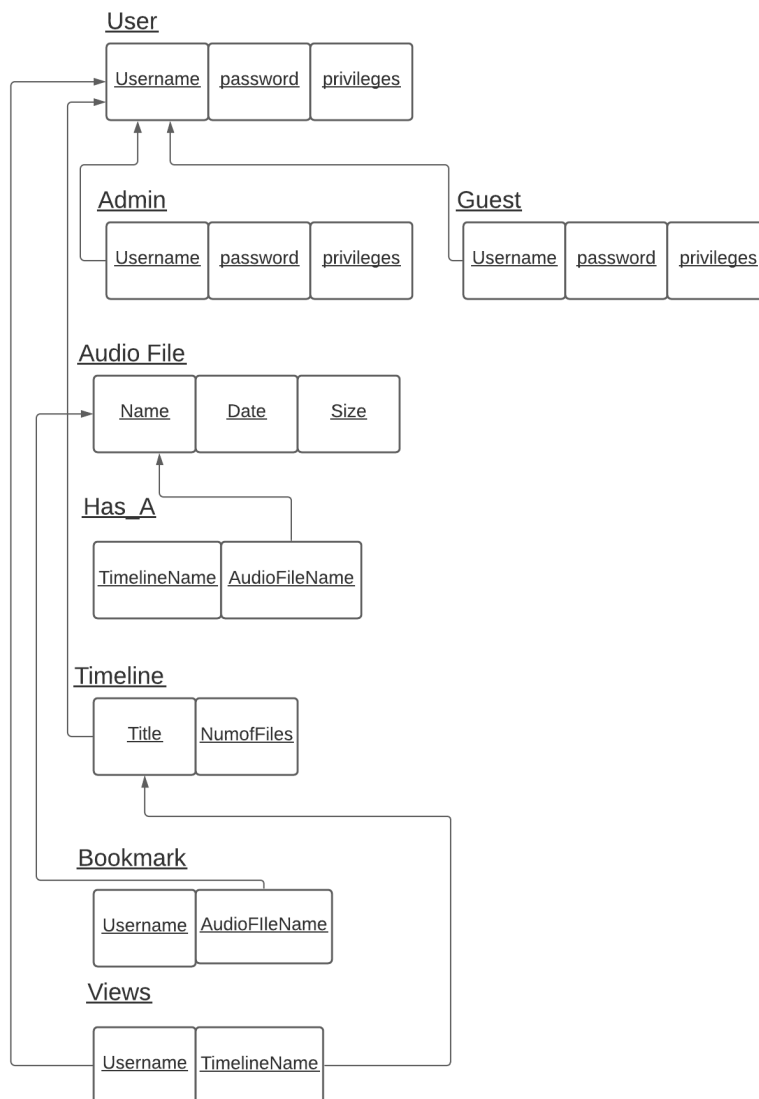 User
Username password privileges
Admin Guest
Username password privileges Username password privileges
Audio File
Name Date Size
Has_A
TimelineName AudioFileName
Timeline
Title NumofFiles
Bookmark
Username AudioFIleName
Views
Username TimelineName